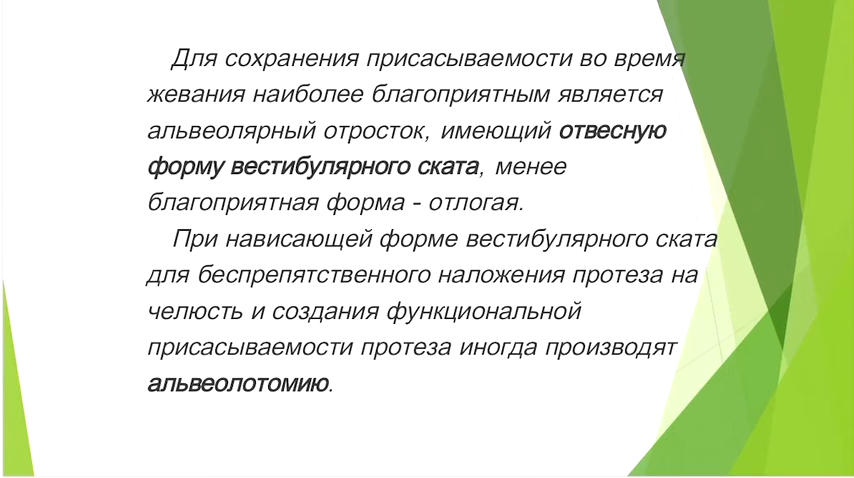 Для сохранения присасываемости во время
жевания наиболее благоприятным является
альвеолярный отросток, имеющий отвесную
форму вестибулярного ската, менее
благоприятная форма - отлогая.
При нависающей форме вестибулярного ската
для беспрепятственного наложения протеза на
челюсть и создания функциональной
присасываемости протеза иногда производят
альвеолотомию.